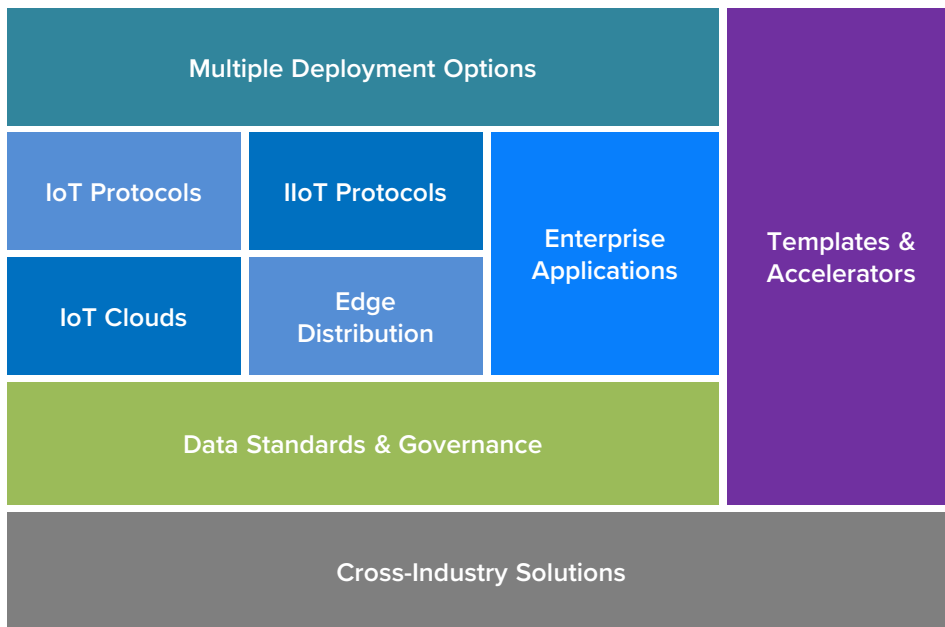 Multiple Deployment Options
IoT Protocols
IIoT Protocols
Enterprise
Applications
Templates &
Accelerators
IoT Clouds
Edge
Distribution
Data Standards & Governance
Cross-Industry Solutions